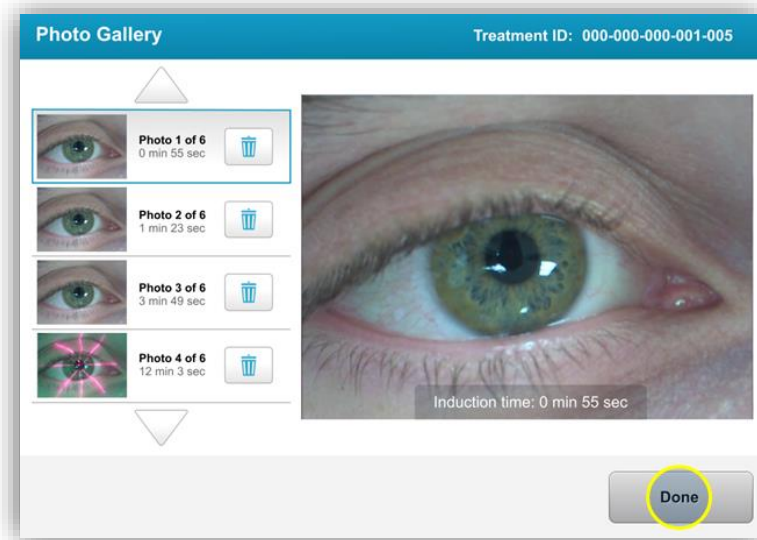 Photo Gallery
Treatment ID: 000-000-000-001-005
Photo 1 of 6
0 min 55 sec
Photo 2 of 6
1 min 23 sec
Photo 3 of 6
3 min 49 sec
Photo 4 of 6
12 min 3 sec
Induction time: 0 min 55 sec
Done